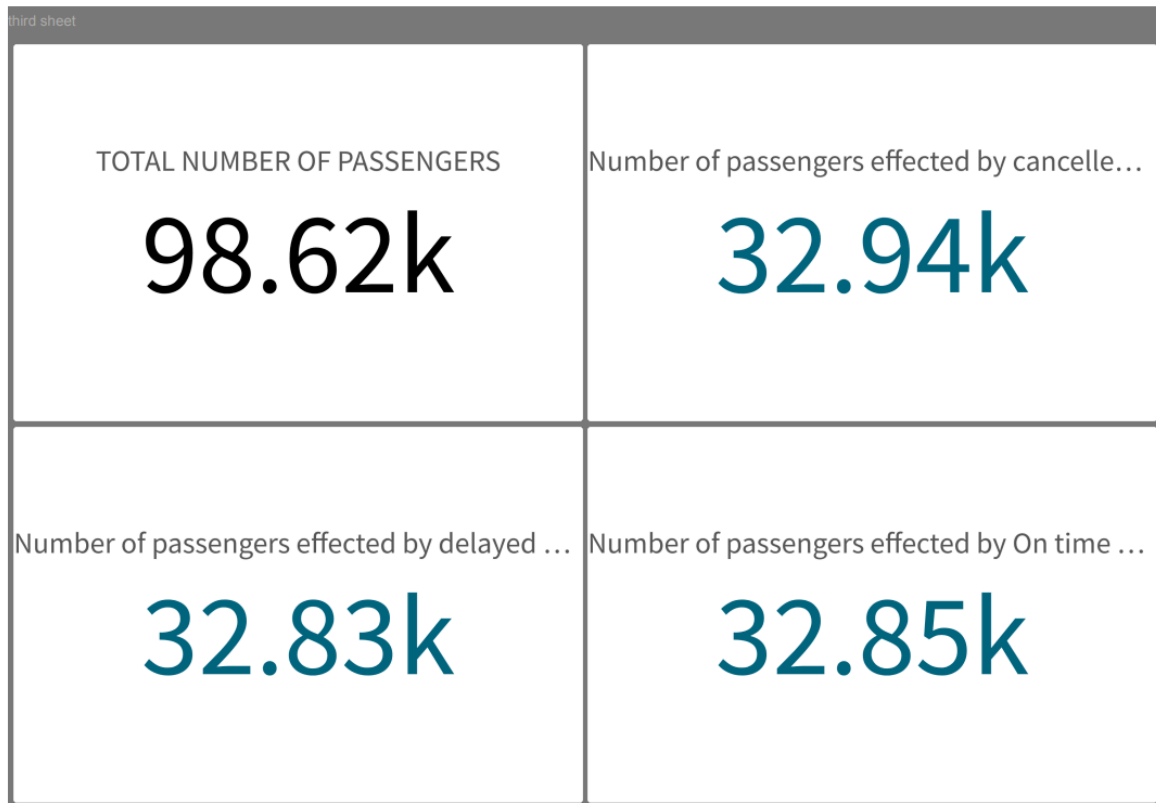 third sheet
TOTAL NUMBER OF PASSENGERS
98.62k
Number of passengers effected by cancelle…
32.94k
Number of passengers effected by delayed …
32.83k
Number of passengers effected by On time …
32.85k